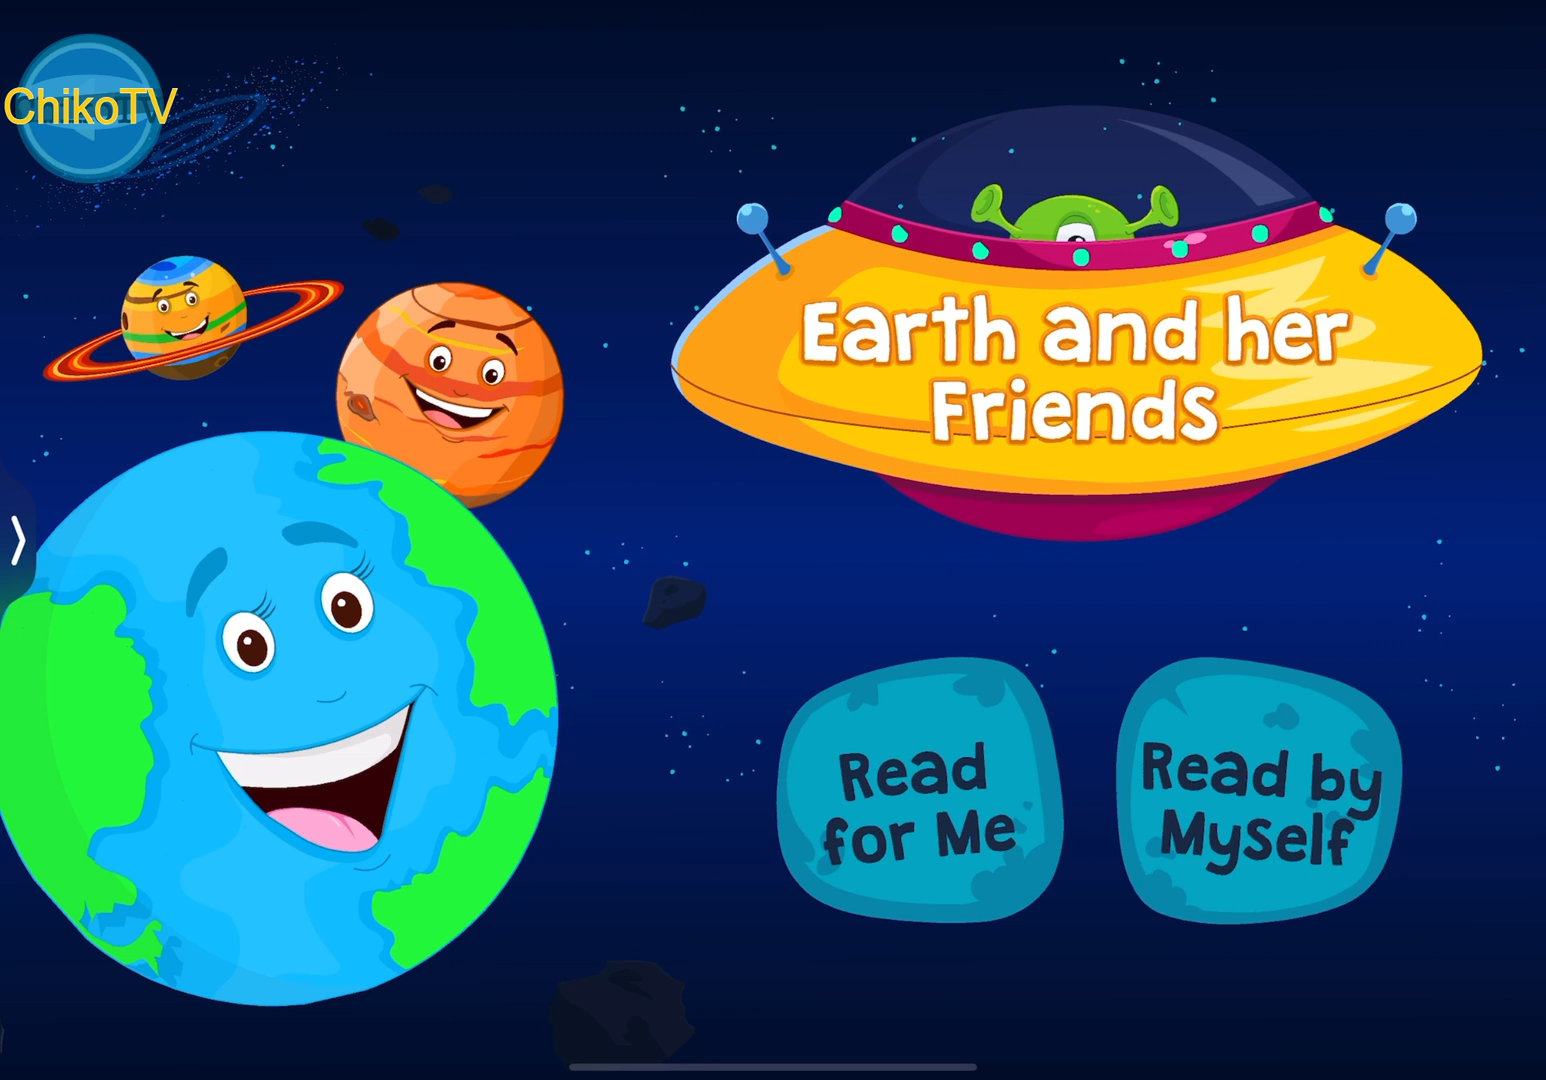 ChikoTV
Earth and her
Friends
Read
for Me
Read by
Myself